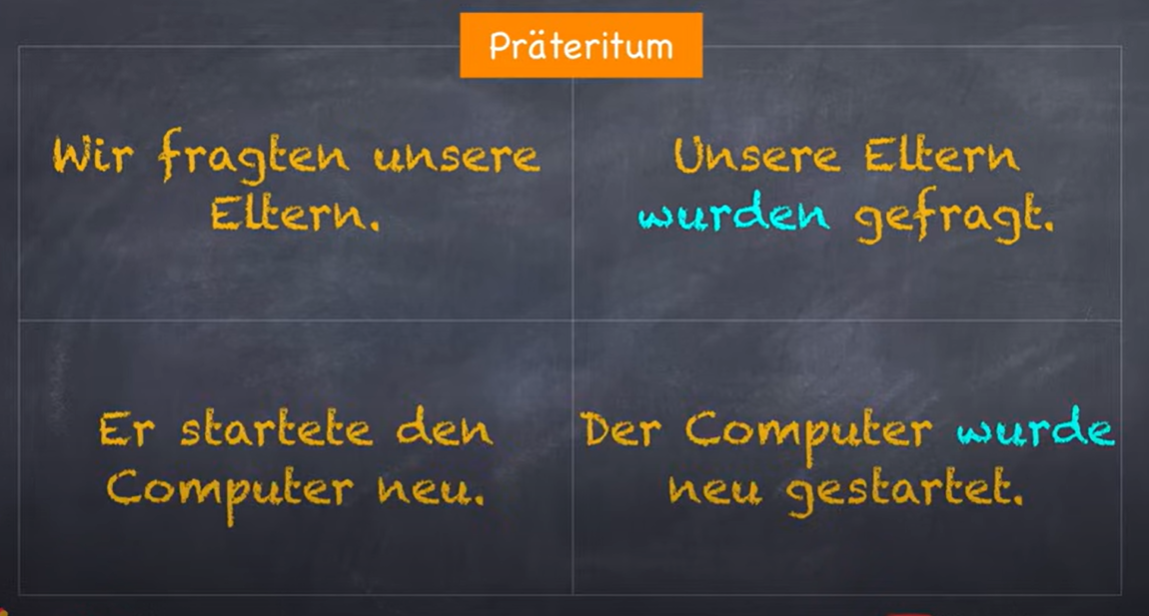 Präteritum
Wir fragten unsere
Eltern.
Unsere Eltern
wurden gefragt.
Er startete den
Computer neu.
Der Computer wurde
neu gestartet.